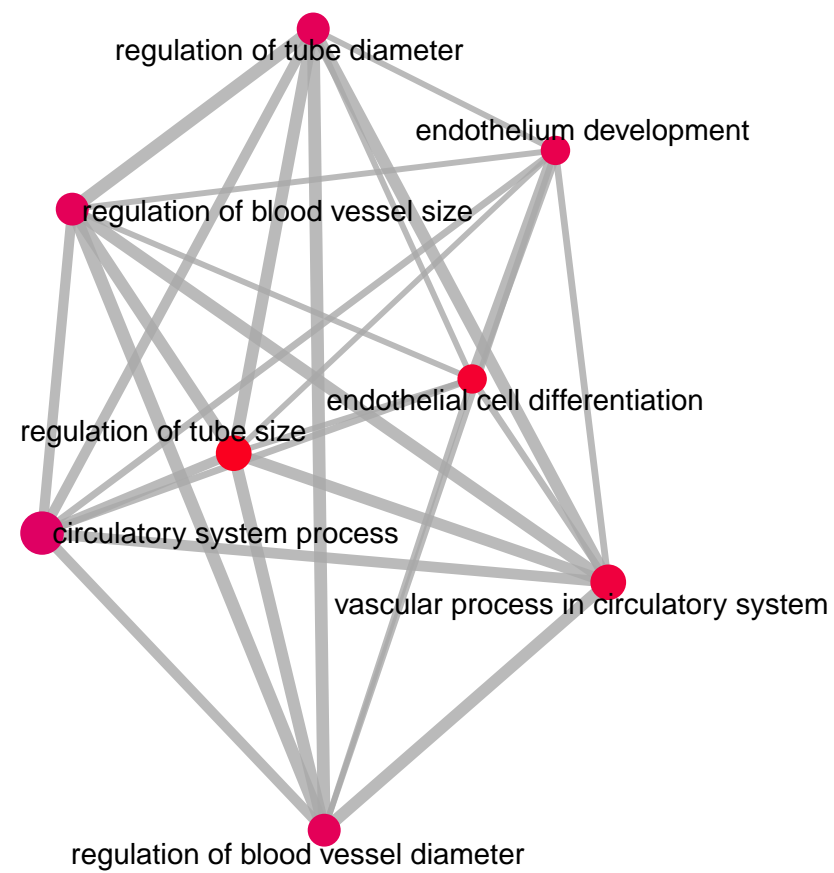 regulation of tube diameter
endothelium development
regulation of blood vessel size
endothelial cell differentiation
regulation of tube size
circulatory system process
vascular process in circulatory system
regulation of blood vessel diameter